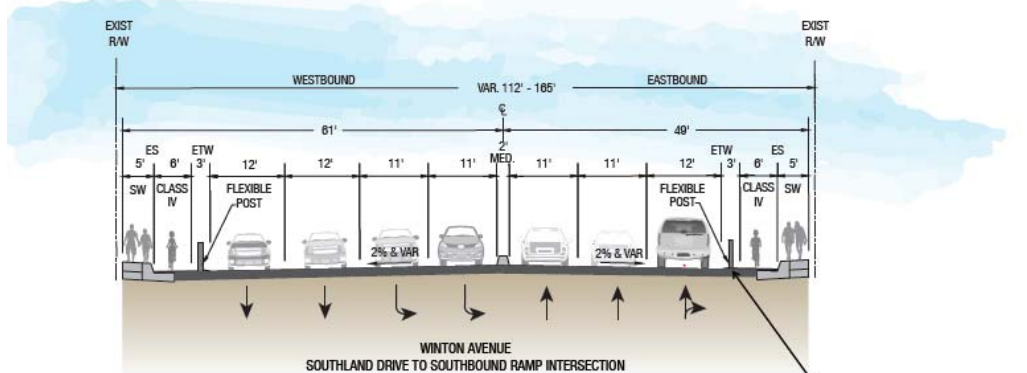 EXIST
R/W
EXIST
R/W
WESTBOUND
EASTBOUND
VAR. 112' - 165'
℄
61'
49'
2'
MED.
ES
ETW
ETW
ES
5'
6'
3'
12'
12'
11'
11'
11'
11'
12'
3'
6'
5'
SW
CLASS
IV
FLEXIBLE
POST
FLEXIBLE
POST
CLASS
IV
SW
2% & VAR
2% & VAR
WINTON AVENUE
SOUTHLAND DRIVE TO SOUTHBOUND RAMP INTERSECTION